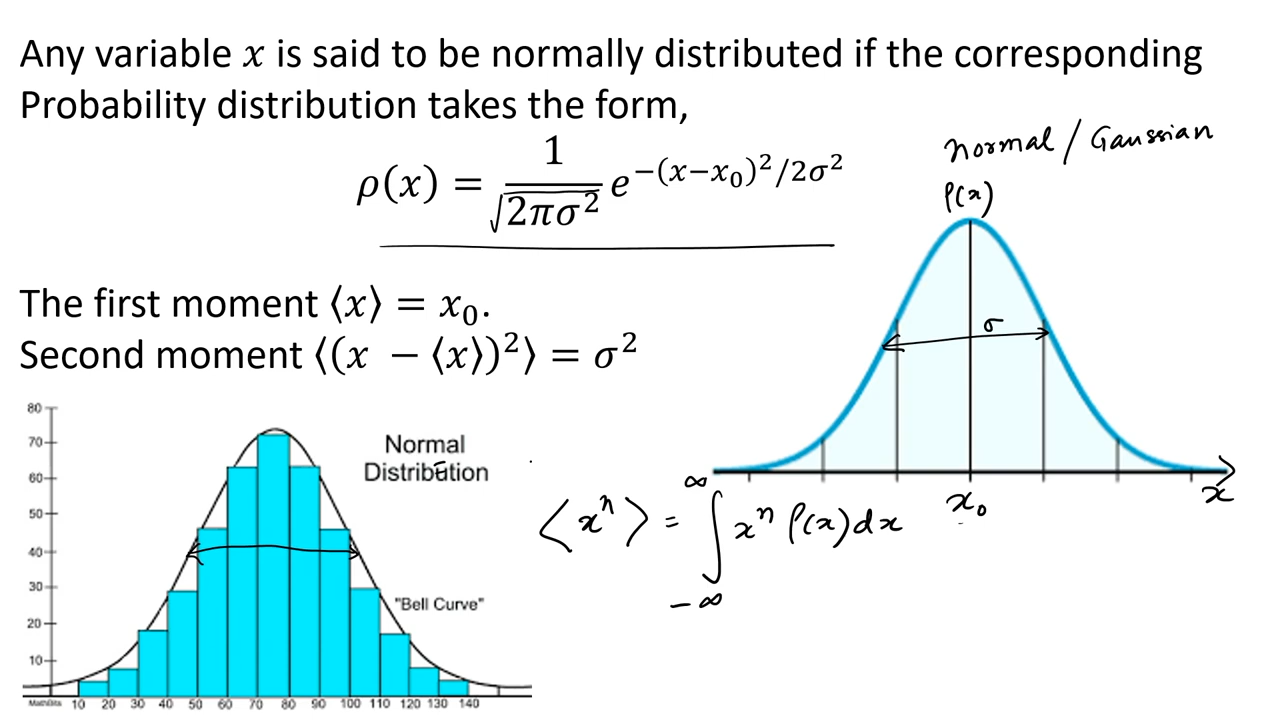 Any variable 𝑥 is said to be normally distributed if the corresponding
Probability distribution takes the form,
ρ(x) = 1/√(2πσ²) e^{−(x−x₀)²/2σ²}
Normal / Gaussian
ρ(x)
The first moment ⟨x⟩ = x₀.
Second moment ⟨(x − ⟨x⟩)²⟩ = σ²
σ
80
70
60
50
40
30
20
10
Normal
Distribution
"Bell Curve"
MathBits 10 20 30 40 50 60 70 80 90 100 110 120 130 140
⟨xⁿ⟩ = ∫_{−∞}^{∞} xⁿ ρ(x) dx
x₀
x